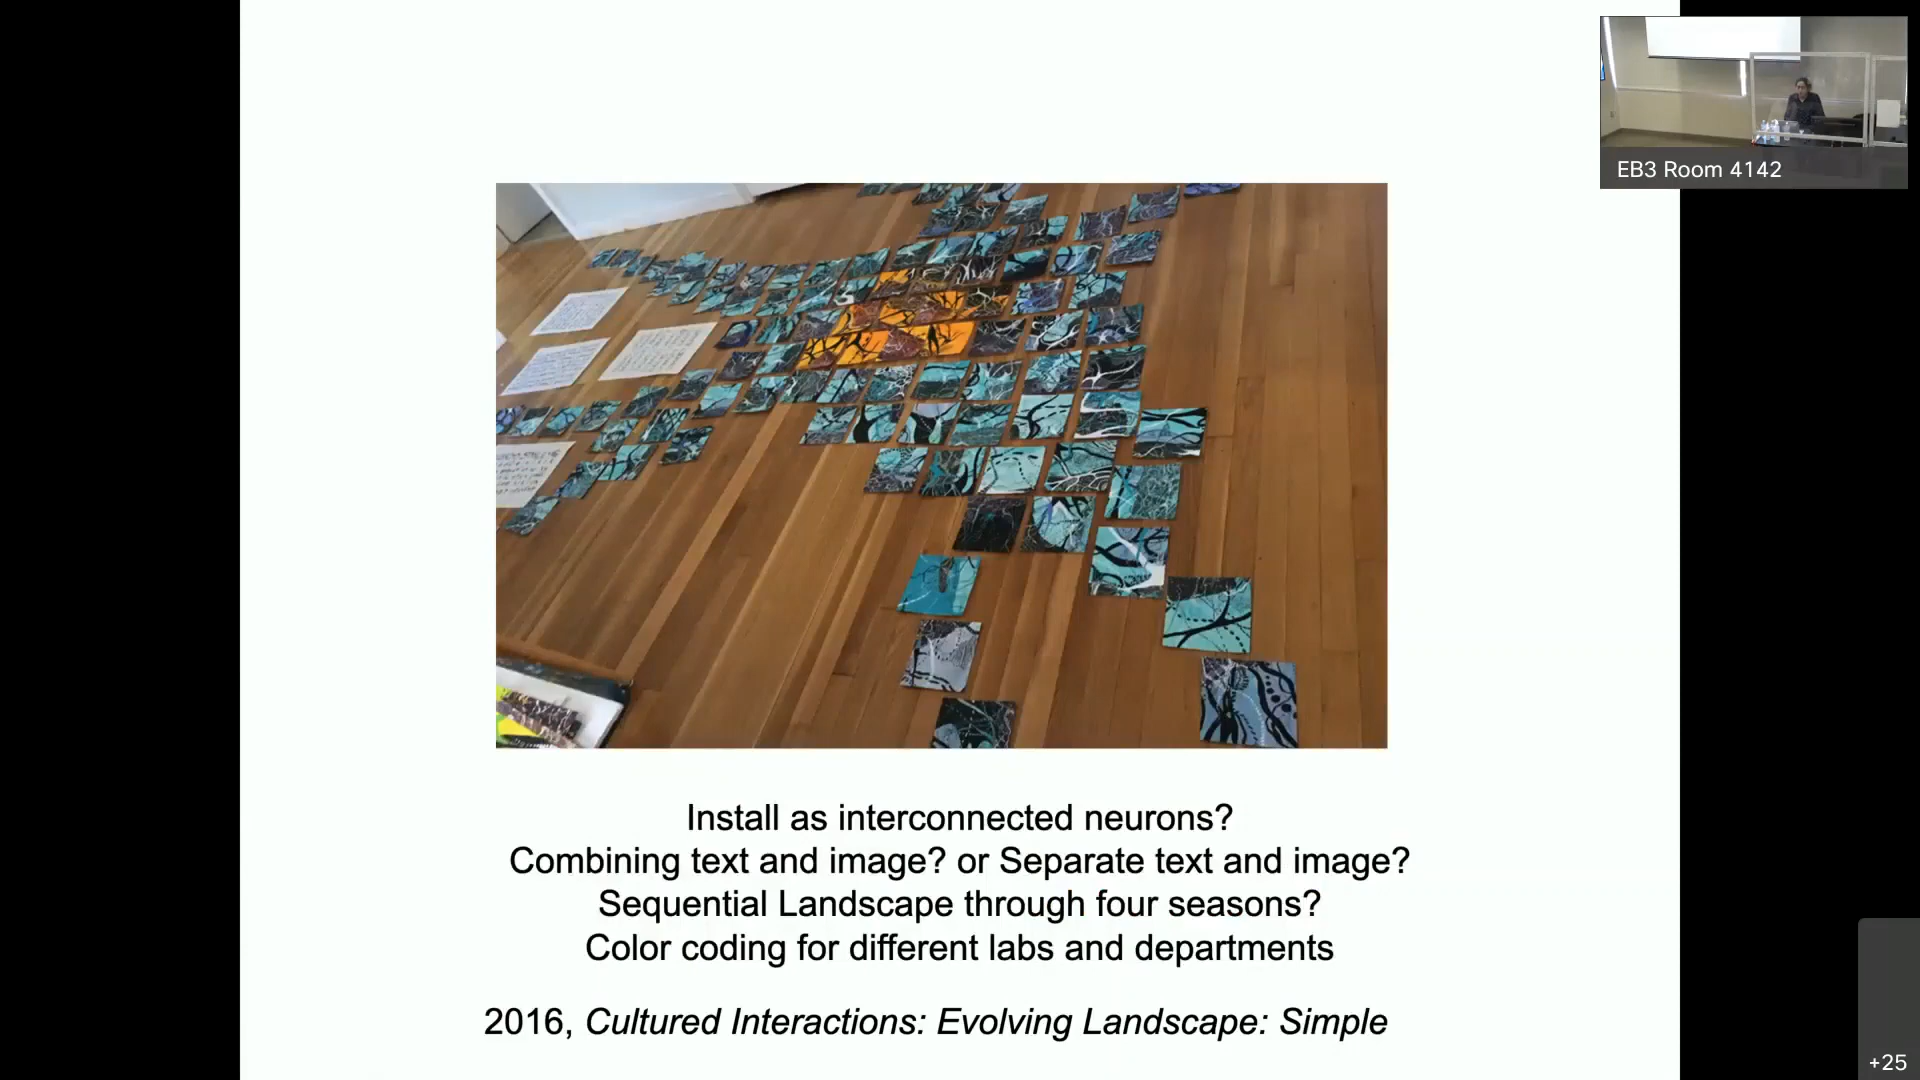 EB3 Room 4142
Install as interconnected neurons?
Combining text and image? or Separate text and image?
Sequential Landscape through four seasons?
Color coding for different labs and departments
2016, Cultured Interactions: Evolving Landscape: Simple
+25